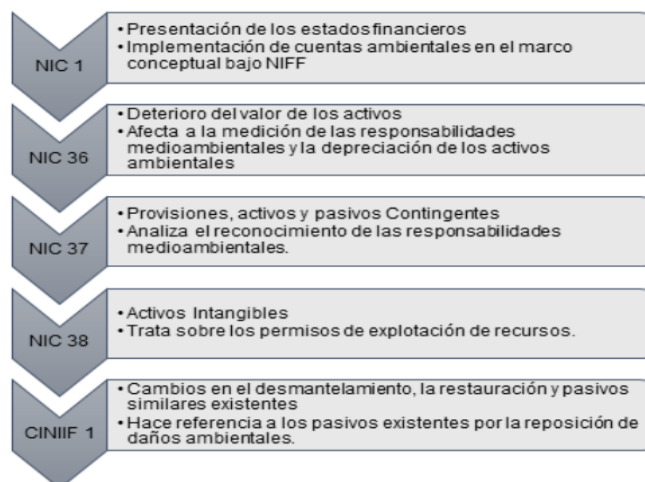 NIC 1
• Presentación de los estados financieros
• Implementación de cuentas ambientales en el marco
conceptual bajo NIFF
NIC 36
• Deterioro del valor de los activos
• Afecta a la medición de las responsabilidades
medioambientales y la depreciación de los activos
ambientales
NIC 37
• Provisiones, activos y pasivos Contingentes
• Analiza el reconocimiento de las responsabilidades
medioambientales.
NIC 38
• Activos Intangibles
• Trata sobre los permisos de explotación de recursos.
CINIIF 1
• Cambios en el desmantelamiento, la restauración y pasivos
similares existentes
• Hace referencia a los pasivos existentes por la reposición de
daños ambientales.